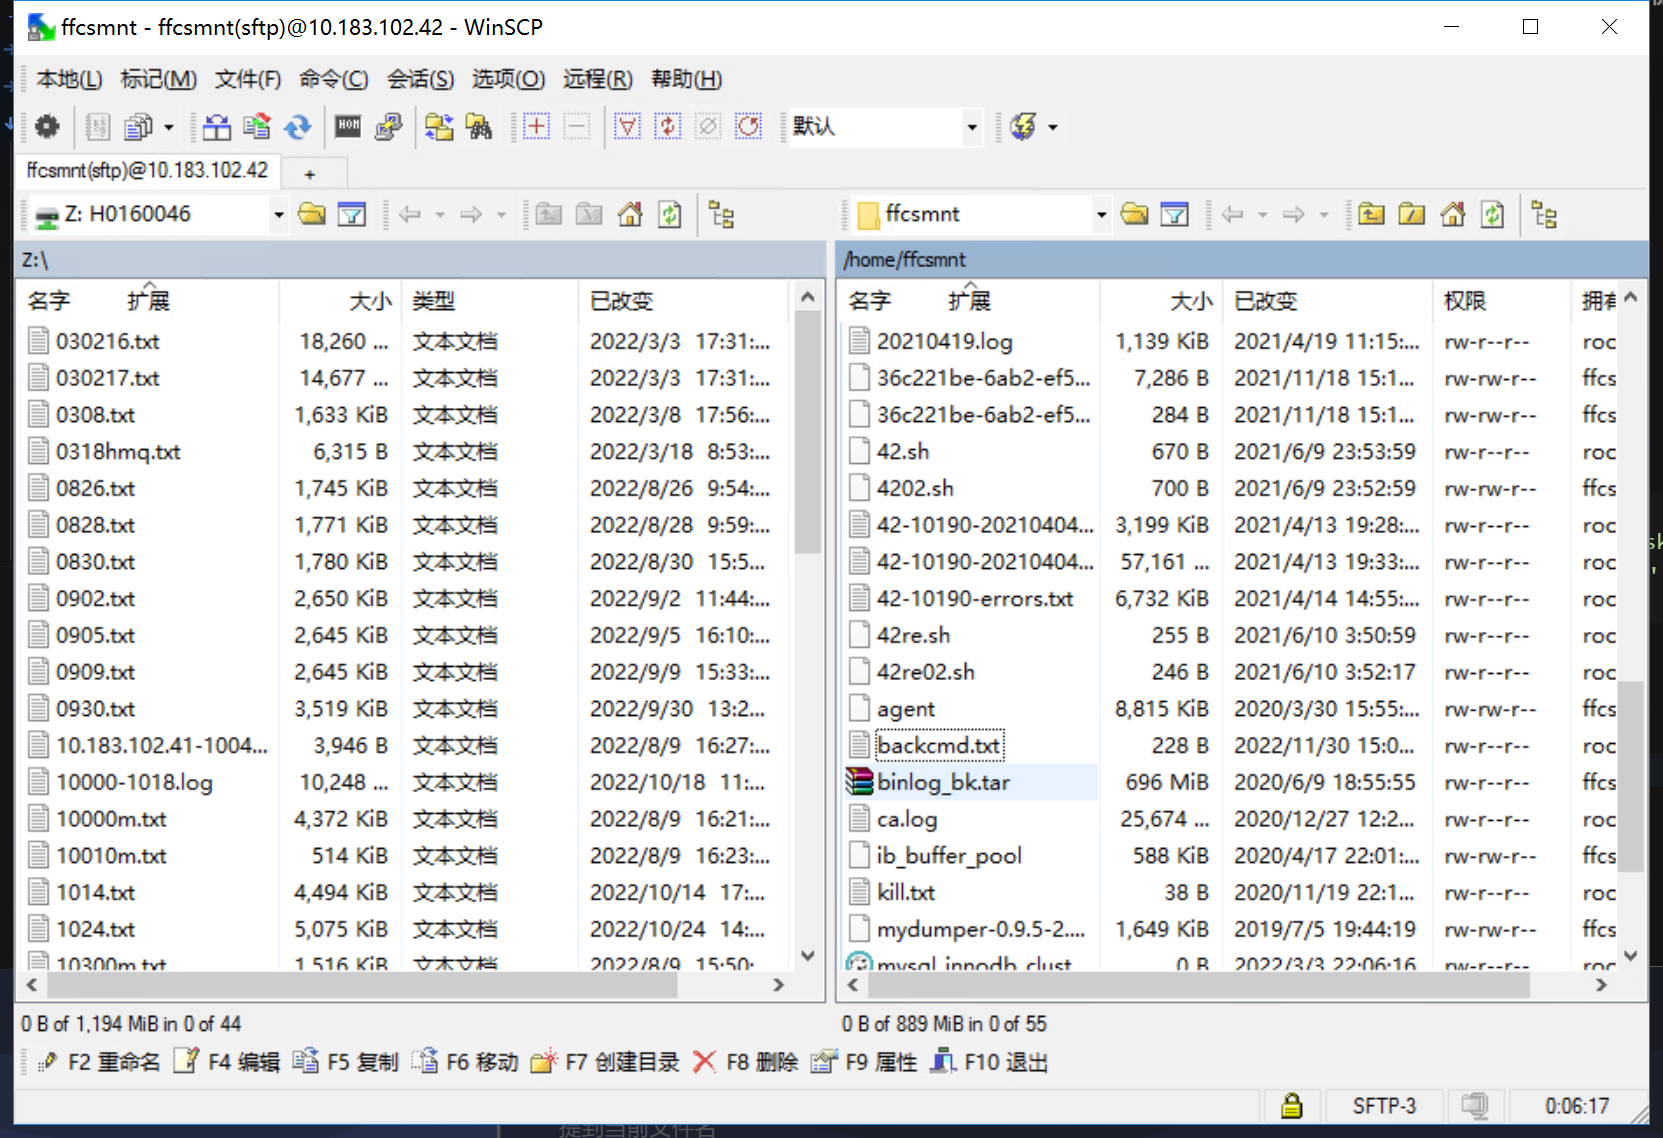 ffcsmnt - ffcsmnt(sftp)@10.183.102.42 - WinSCP
本地(L) 标记(M) 文件(F) 命令(C) 会话(S) 选项(O) 远程(R) 帮助(H)
默认
ffcsmnt(sftp)@10.183.102.42 +
Z: H0160046 ffcsmnt
Z:\ /home/ffcsmnt
名字 扩展 大小 类型 已改变 名字 扩展 大小 已改变 权限 拥有
030216.txt 18,260 ... 文本文档 2022/3/3 17:31:... 20210419.log 1,139 KiB 2021/4/19 11:15:... rw-r--r-- roc
030217.txt 14,677 ... 文本文档 2022/3/3 17:31:... 36c221be-6ab2-ef5... 7,286 B 2021/11/18 15:1... rw-rw-r-- ffcs
0308.txt 1,633 KiB 文本文档 2022/3/8 17:56:... 36c221be-6ab2-ef5... 284 B 2021/11/18 15:1... rw-rw-r-- ffcs
0318hmq.txt 6,315 B 文本文档 2022/3/18 8:53:... 42.sh 670 B 2021/6/9 23:53:59 rw-r--r-- roc
0826.txt 1,745 KiB 文本文档 2022/8/26 9:54:... 4202.sh 700 B 2021/6/9 23:52:59 rw-rw-r-- ffcs
0828.txt 1,771 KiB 文本文档 2022/8/28 9:59:... 42-10190-20210404... 3,199 KiB 2021/4/13 19:28:... rw-r--r-- roc
0830.txt 1,780 KiB 文本文档 2022/8/30 15:5... 42-10190-20210404... 57,161 ... 2021/4/13 19:33:... rw-r--r-- roc
0902.txt 2,650 KiB 文本文档 2022/9/2 11:44:... 42-10190-errors.txt 6,732 KiB 2021/4/14 14:55:... rw-r--r-- roc
0905.txt 2,645 KiB 文本文档 2022/9/5 16:10:... 42re.sh 255 B 2021/6/10 3:50:59 rw-r--r-- roc
0909.txt 2,645 KiB 文本文档 2022/9/9 15:33:... 42re02.sh 246 B 2021/6/10 3:52:17 rw-r--r-- roc
0930.txt 3,519 KiB 文本文档 2022/9/30 13:2... agent 8,815 KiB 2020/3/30 15:55:... rw-rw-r-- ffcs
10.183.102.41-1004... 3,946 B 文本文档 2022/8/9 16:27:... backcmd.txt 228 B 2022/11/30 15:0... rw-r--r-- roc
10000-1018.log 10,248 ... 文本文档 2022/10/18 11:... binlog_bk.tar 696 MiB 2020/6/9 18:55:55 rw-rw-r-- ffcs
10000m.txt 4,372 KiB 文本文档 2022/8/9 16:21:... ca.log 25,674 ... 2020/12/27 12:2... rw-r--r-- roc
10010m.txt 514 KiB 文本文档 2022/8/9 16:23:... ib_buffer_pool 588 KiB 2020/4/17 22:01:... rw-rw-r-- ffcs
1014.txt 4,494 KiB 文本文档 2022/10/14 17:... kill.txt 38 B 2020/11/19 22:1... rw-r--r-- roc
1024.txt 5,075 KiB 文本文档 2022/10/24 14:... mydumper-0.9.5-2.... 1,649 KiB 2019/7/5 19:44:19 rw-rw-r-- ffcs
10300m.txt 1,516 KiB 文本文档 2022/8/9 15:50: mysql_innodb_clust 0 B 2022/3/3 22:06:16 rw-r--r-- roc
0 B of 1,194 MiB in 0 of 44 0 B of 889 MiB in 0 of 55
F2 重命名 F4 编辑 F5 复制 F6 移动 F7 创建目录 F8 删除 F9 属性 F10 退出
SFTP-3 0:06:17
提到当前文件名